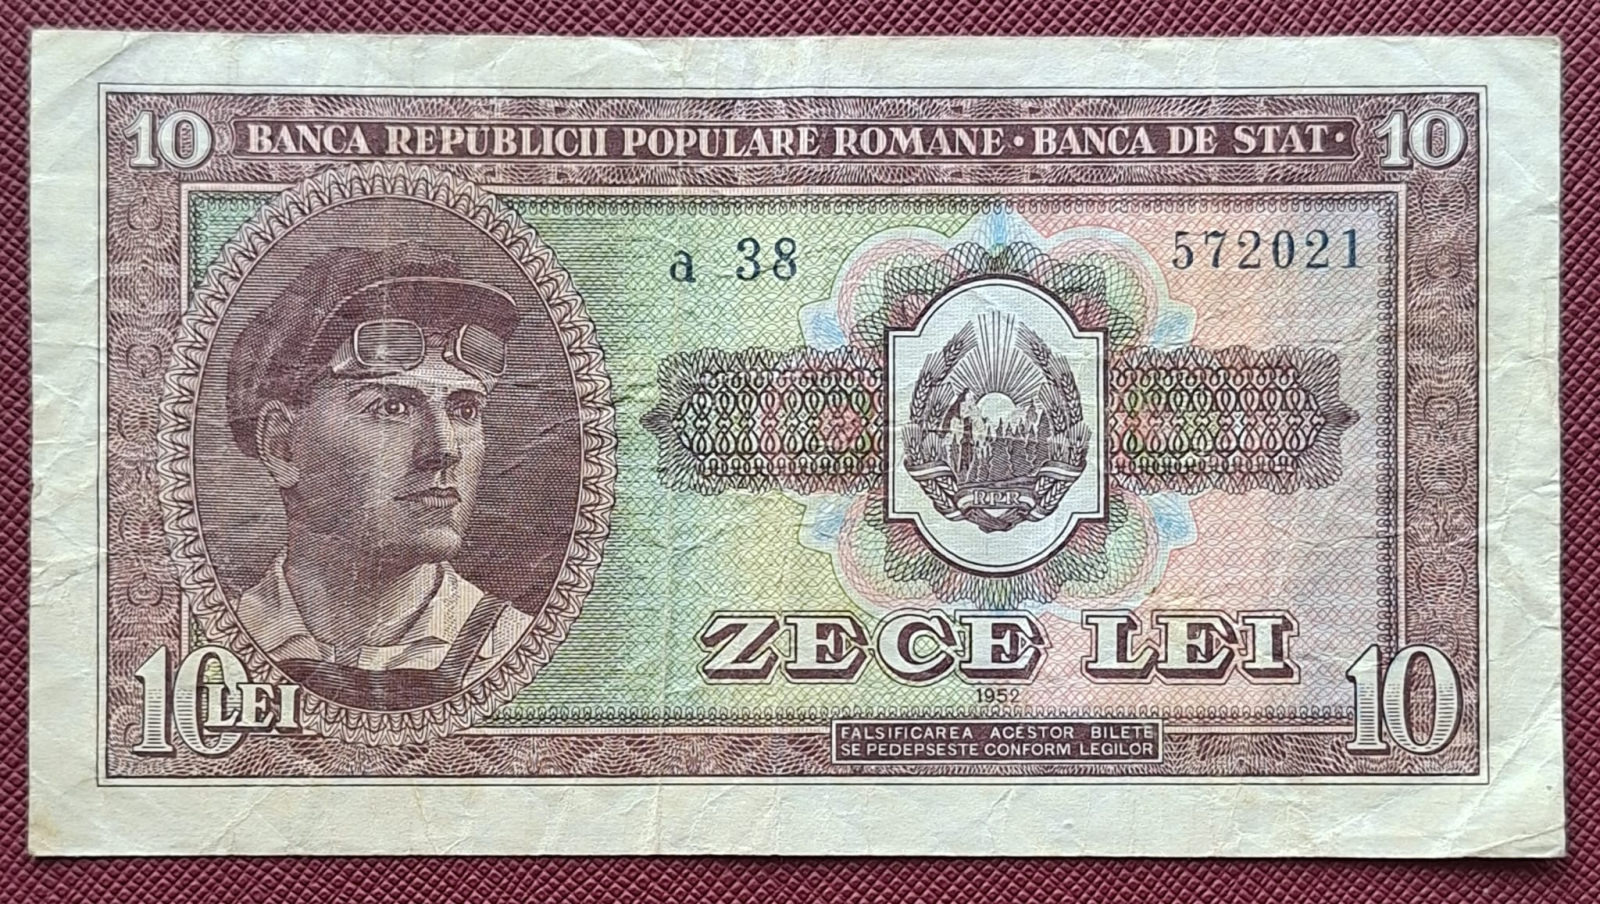 10 BANCA REPUBLICII POPULARE ROMANE · BANCA DE STAT · 10
a 38 572021
RPR
ZECE LEI
1952
10 LEI
10
FALSIFICAREA ACESTOR BILETE
SE PEDEPSESTE CONFORM LEGILOR